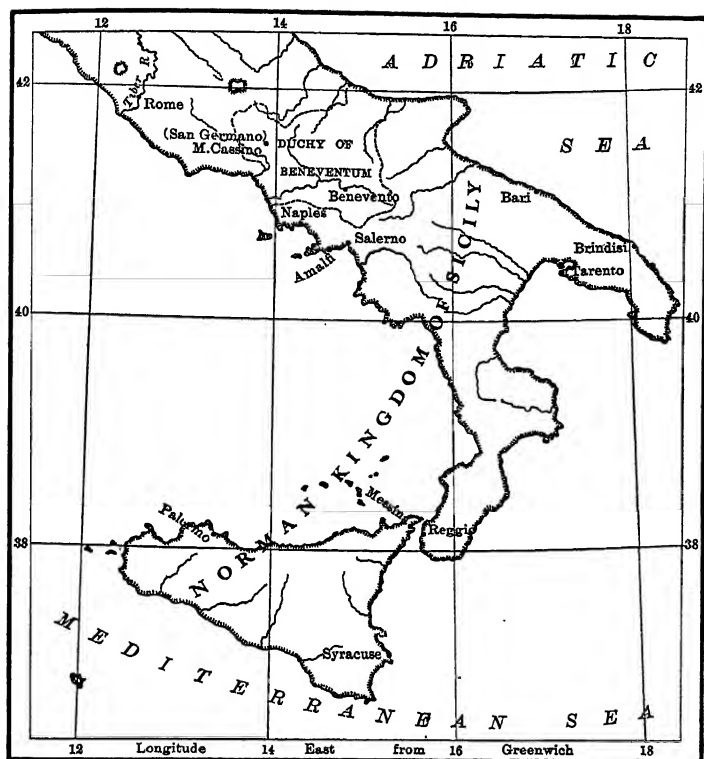 12 14 16 18
ADRIATIC
42 42
Tiber R.
Rome
SEA
(San Germano)
M. Cassino
DUCHY OF
BENEVENTUM
Benevento
Bari
Naples
Salerno
Amalfi
Brindisi
Tarento
40 40
NORMAN KINGDOM OF SICILY
Messin
Palermo
Reggio
38 38
Syracuse
MEDITERRANEAN SEA
12 Longitude 14 East from 16 Greenwich 18